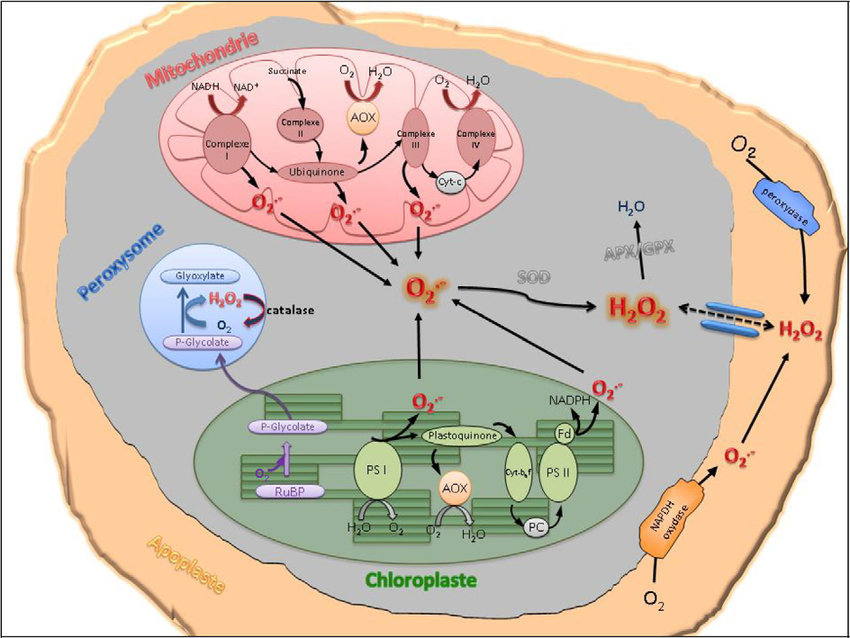 Mitochondrie
NADH
NAD⁺
Succinate
O₂
H₂O
O₂
H₂O
Complexe
I
Complexe
II
AOX
Complexe
III
Complexe
IV
Ubiquinone
Cyt-c
O₂•⁻
O₂•⁻
O₂•⁻
O₂
peroxydase
H₂O
APX/GPX
Peroxysome
Glyoxylate
H₂O₂
catalase
O₂
P-Glycolate
O₂•⁻
SOD
H₂O₂
H₂O₂
O₂•⁻
O₂•⁻
NADPH
P-Glycolate
Plastoquinone
Fd
O₂
RuBP
PS I
AOX
Cyt-b₆f
PS II
H₂O
O₂
O₂
H₂O
PC
O₂•⁻
NAPDH
oxydase
O₂
Apoplaste
Chloroplaste